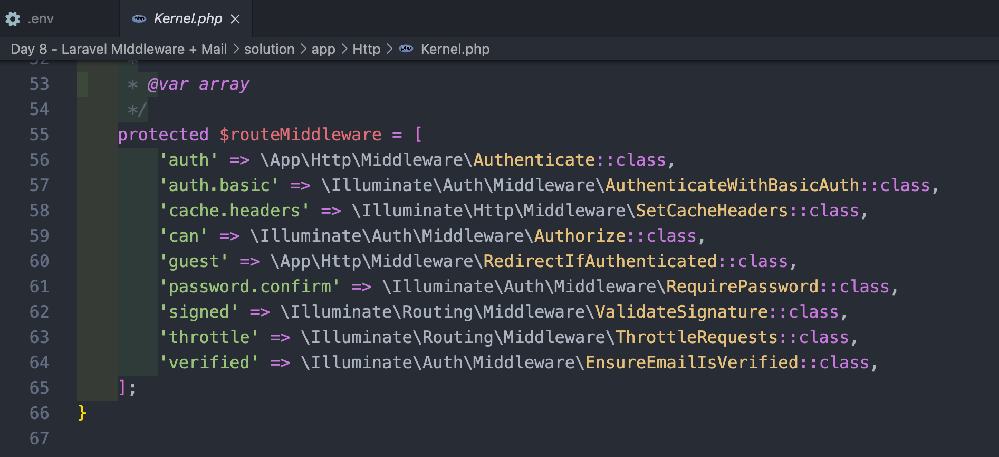 .env
php Kernel.php ×
Day 8 - Laravel MIddleware + Mail > solution > app > Http > php Kernel.php
52 *
53 * @var array
54 */
55 protected $routeMiddleware = [
56 'auth' => \App\Http\Middleware\Authenticate::class,
57 'auth.basic' => \Illuminate\Auth\Middleware\AuthenticateWithBasicAuth::class,
58 'cache.headers' => \Illuminate\Http\Middleware\SetCacheHeaders::class,
59 'can' => \Illuminate\Auth\Middleware\Authorize::class,
60 'guest' => \App\Http\Middleware\RedirectIfAuthenticated::class,
61 'password.confirm' => \Illuminate\Auth\Middleware\RequirePassword::class,
62 'signed' => \Illuminate\Routing\Middleware\ValidateSignature::class,
63 'throttle' => \Illuminate\Routing\Middleware\ThrottleRequests::class,
64 'verified' => \Illuminate\Auth\Middleware\EnsureEmailIsVerified::class,
65 ];
66 }
67